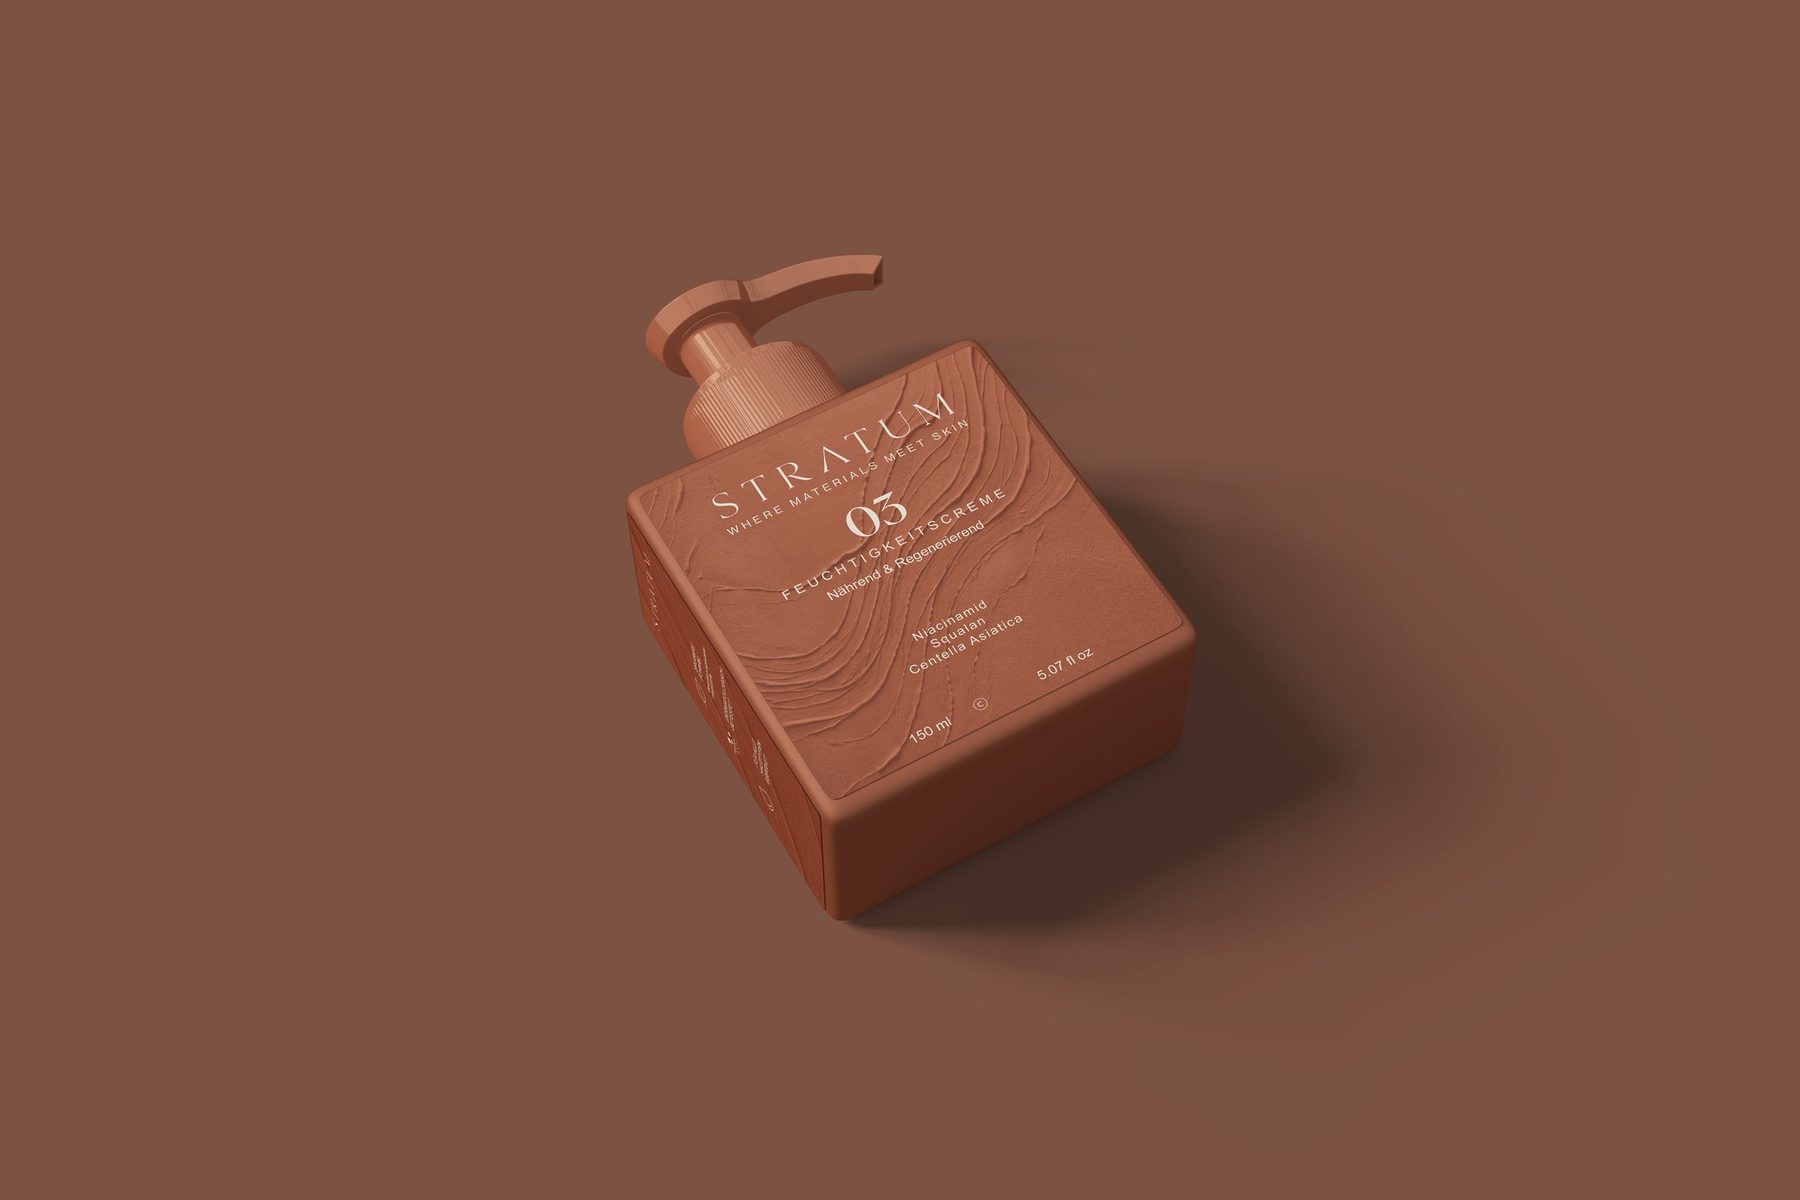 STRATUM
WHERE MATERIALS MEET SKIN
03
FEUCHTIGKEITSCREME
Nährend & Regenerierend
Niacinamid
Squalan
Centella Asiatica
150 ml
©
5.07 fl oz
STRATUM